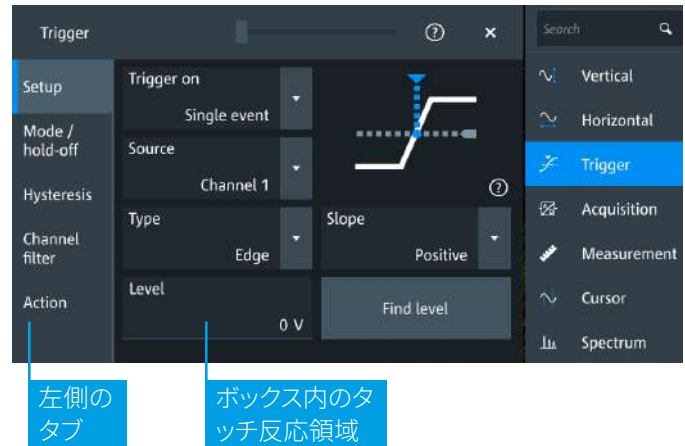 Trigger
Search
Setup
Mode /
hold-off
Hysteresis
Channel
filter
Action
Trigger on
Single event
Source
Channel 1
Type
Edge
Slope
Positive
Level
0 V
Find level
Vertical
Horizontal
Trigger
Acquisition
Measurement
Cursor
Spectrum
左側の
タブ
ボックス内のタ
ッチ反応領域